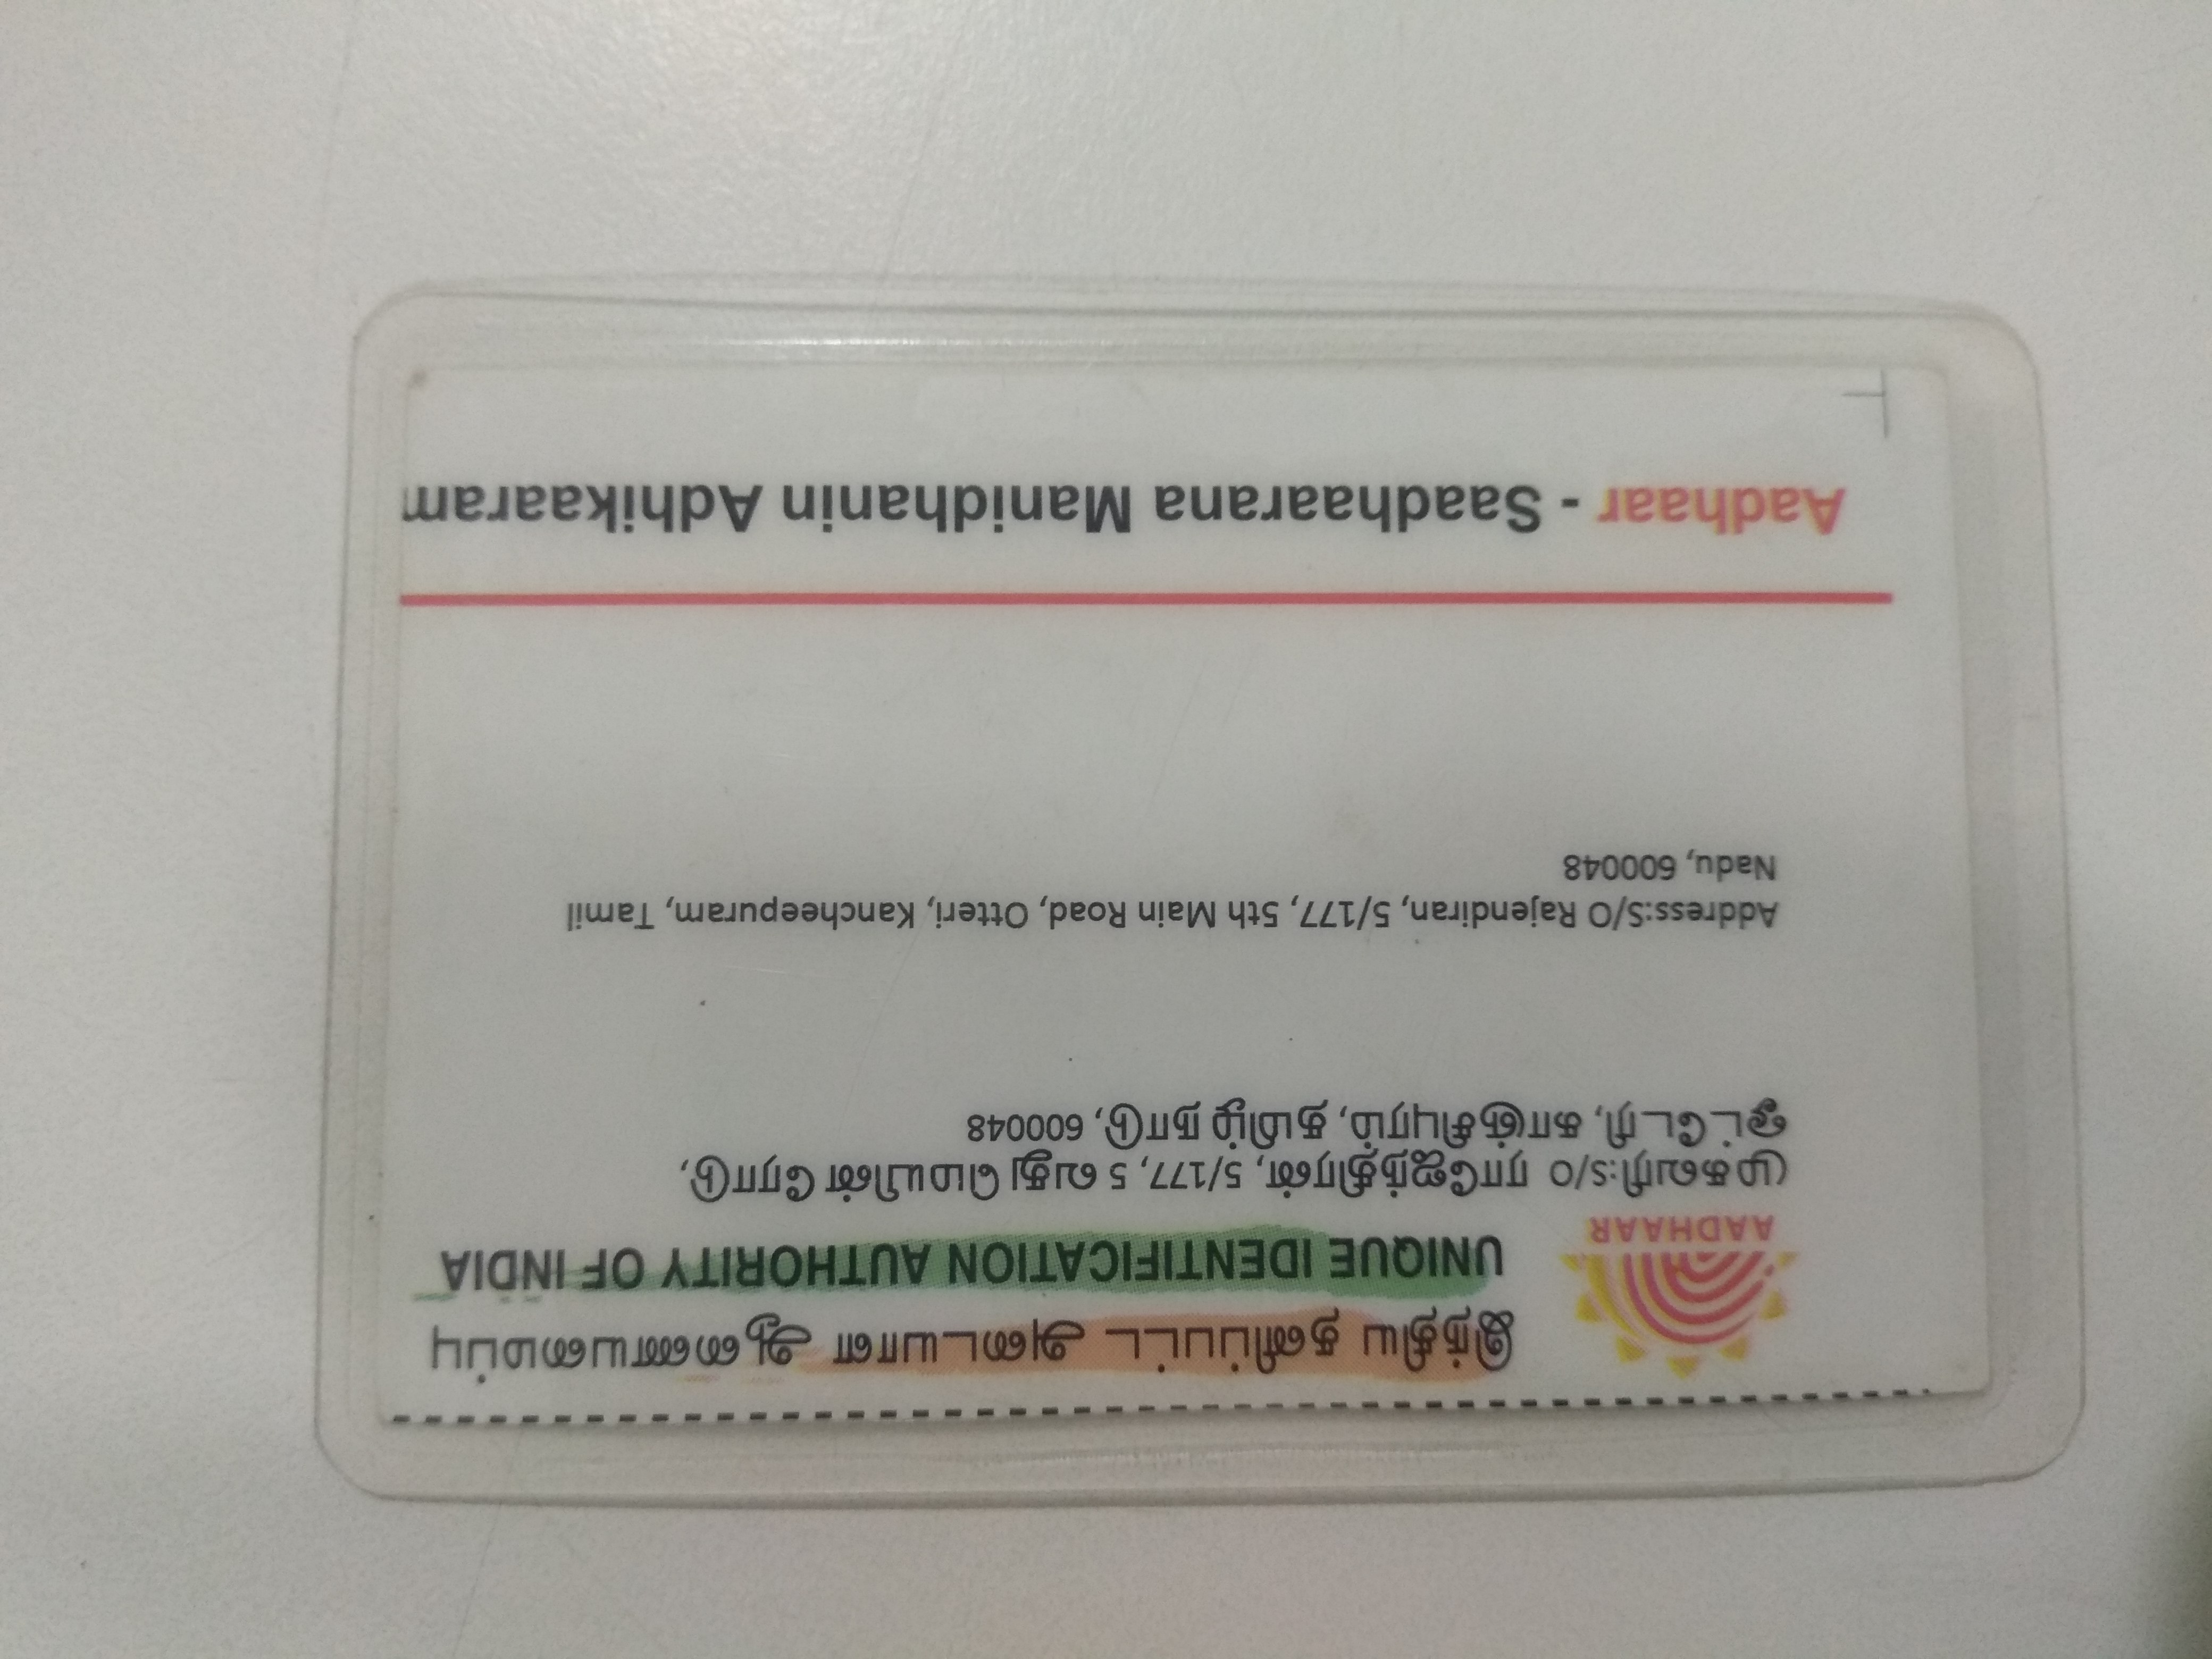 இந்திய தனிப்பட்ட அடையாள ஆணையமைப்பு
UNIQUE IDENTIFICATION AUTHORITY OF INDIA
AADHAAR
முகவரி:S/O ராஜேந்திரன், 5/177, 5 வது மெயின் ரோடு,
ஒட்டேரி, காஞ்சிபுரம், தமிழ் நாடு, 600048
Address:S/O Rajendiran, 5/177, 5th Main Road, Otteri, Kancheepuram, Tamil
Nadu, 600048
Aadhaar - Saadhaarana Manidhanin Adhikaaram